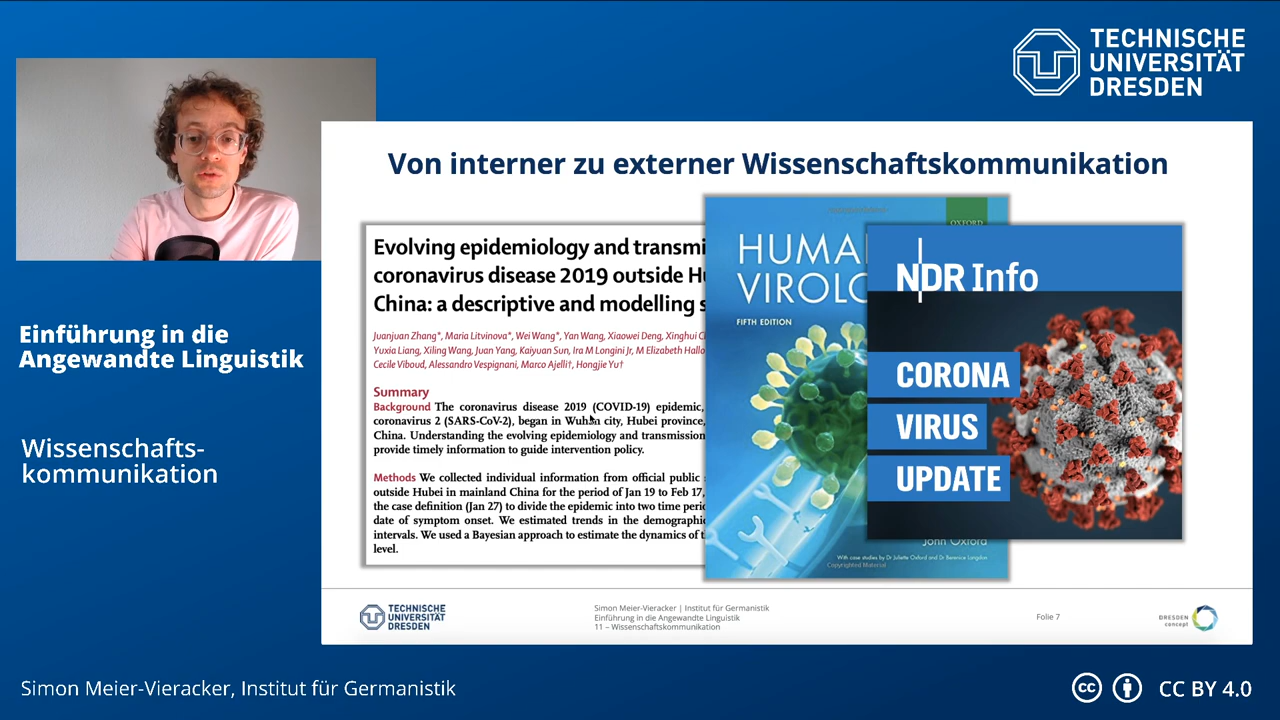 TECHNISCHE
UNIVERSITÄT
DRESDEN
Von interner zu externer Wissenschaftskommunikation
Evolving epidemiology and
coronavirus disease 2019 outside
China: a descriptive and modelling
Juanjuan Zhang*, Maria Litvinova*, Wei Wang*, Yan Wang, Xiaowei Deng, Xinghui
Yuxia Liang, Xiling Wang, Juan Yang, Kaiyuan Sun, Ira M Longini Jr, M Elizabeth
Cecile Viboud, Alessandro Vespignani, Marco Ajelli†, Hongjie Yu†
Summary
Background The coronavirus disease 2019 (COVID-19) epidemic,
coronavirus 2 (SARS-CoV-2), began in Wuhan city, Hubei province,
China. Understanding the evolving epidemiology and transmission
provide timely information to guide intervention policy.
Methods We collected individual information from official public
outside Hubei in mainland China for the period of Jan 19 to Feb 17,
the case definition (Jan 27) to divide the epidemic into two time
date of symptom onset. We estimated trends in the
intervals. We used a Bayesian approach to estimate the dynamics of
level.
OXFORD
HUMA
VIROLO
FIFTH EDITION
John Oxford
With case studies by Dr Juliette Oxford and Dr Berenice Langdon
Copyrighted Material
NDR Info
CORONA
VIRUS
UPDATE
Einführung in die
Angewandte Linguistik
Wissenschafts-
kommunikation
TECHNISCHE
UNIVERSITÄT
DRESDEN
Simon Meier-Vieracker | Institut für Germanistik
Einführung in die Angewandte Linguistik
11 – Wissenschaftskommunikation
Folie 7
DRESDEN
concept
Simon Meier-Vieracker, Institut für Germanistik
cc
CC BY 4.0